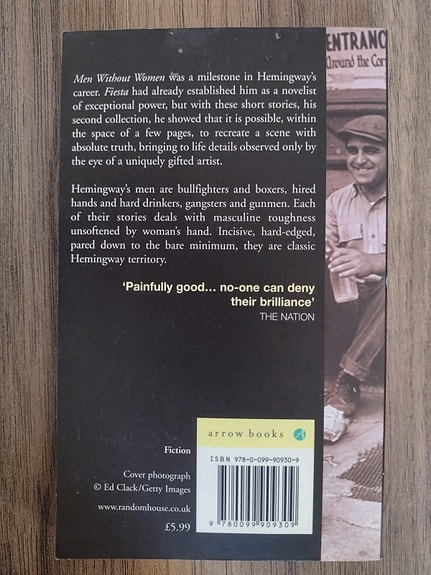 ENTRANC
Around the Cor
Men Without Women was a milestone in Hemingway's
career. Fiesta had already established him as a novelist
of exceptional power, but with these short stories, his
second collection, he showed that it is possible, within
the space of a few pages, to recreate a scene with
absolute truth, bringing to life details observed only by
the eye of a uniquely gifted artist.
Hemingway's men are bullfighters and boxers, hired
hands and hard drinkers, gangsters and gunmen. Each
of their stories deals with masculine toughness
unsoftened by woman's hand. Incisive, hard-edged,
pared down to the bare minimum, they are classic
Hemingway territory.
'Painfully good... no-one can deny
their brilliance'
THE NATION
Fiction
Cover photograph
© Ed Clack/Getty Images
www.randomhouse.co.uk
£5.99
arrow books
ISBN 978-0-099-90930-9
9 780099 909309